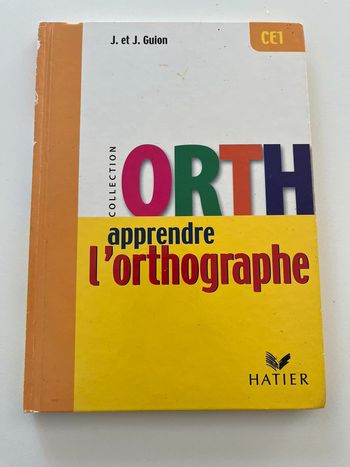 J. et J. Guion
CE1
COLLECTION
ORTH
apprendre
l'orthographe
HATIER